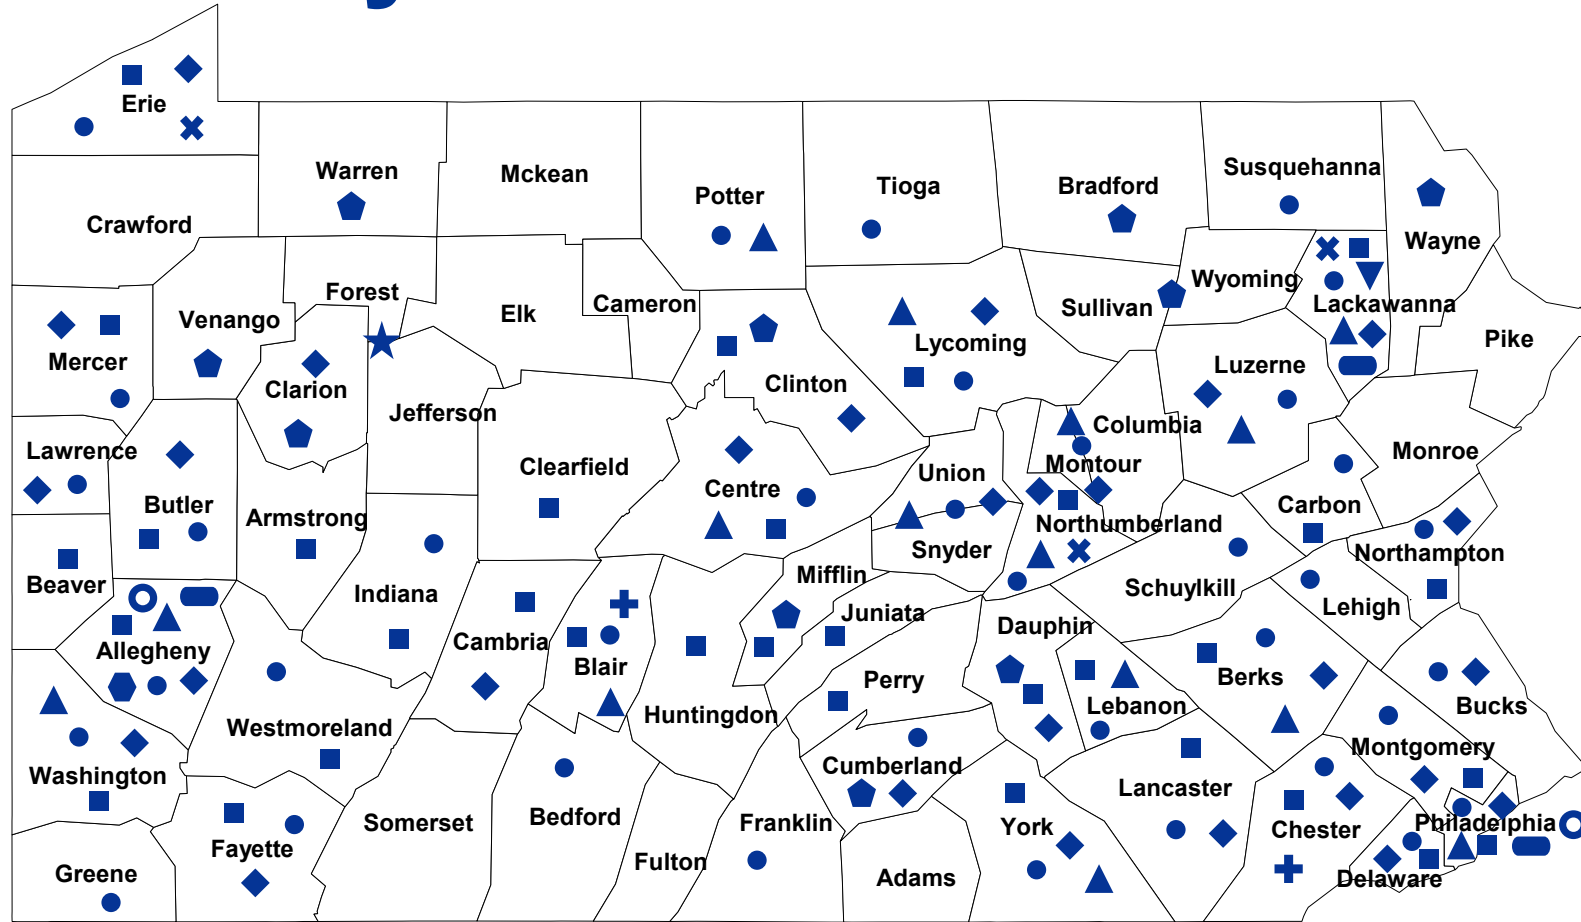 Erie
Warren
Mckean
Potter
Tioga
Bradford
Susquehanna
Crawford
Wayne
Forest
Venango
Elk
Cameron
Sullivan
Wyoming
Lackawanna
Pike
Mercer
Clarion
Jefferson
Clinton
Lycoming
Luzerne
Lawrence
Butler
Armstrong
Clearfield
Centre
Union
Columbia
Montour
Monroe
Carbon
Beaver
Indiana
Snyder
Northumberland
Northampton
Mifflin
Juniata
Schuylkill
Lehigh
Allegheny
Cambria
Blair
Huntingdon
Perry
Dauphin
Lebanon
Berks
Bucks
Westmoreland
Washington
Cumberland
Lancaster
Montgomery
Fayette
Somerset
Bedford
Franklin
York
Chester
Philadelphia
Greene
Fulton
Adams
Delaware